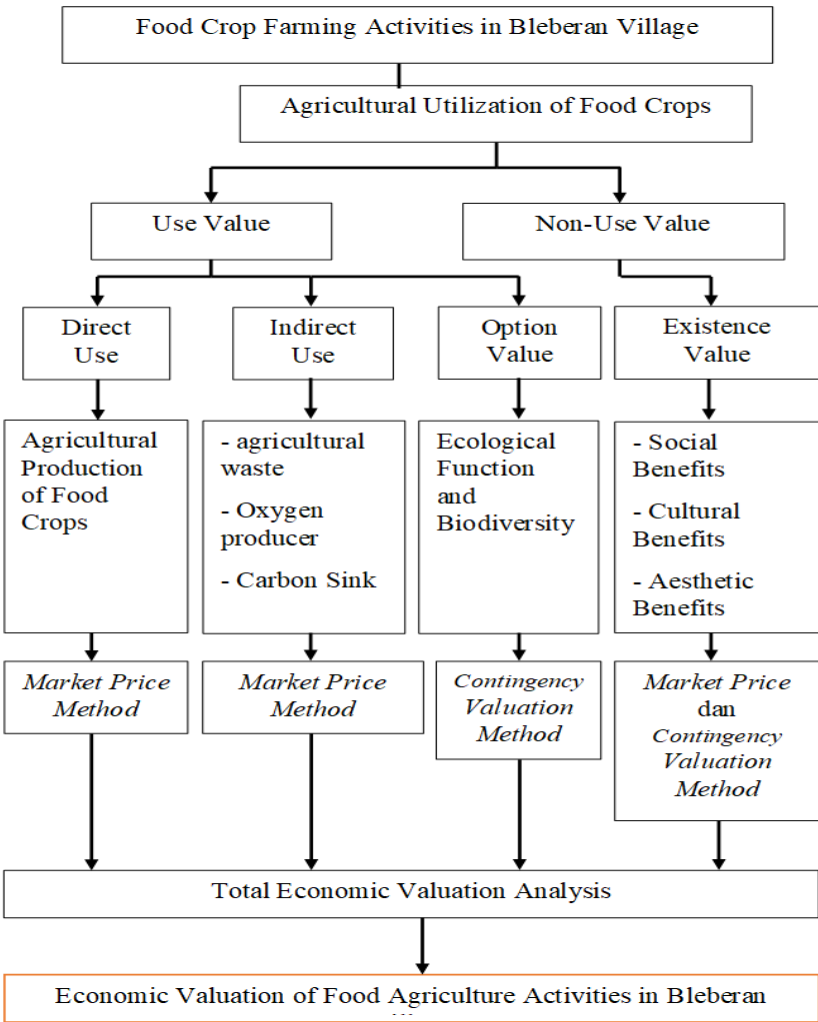 Food Crop Farming Activities in Bleberan Village
Agricultural Utilization of Food Crops
Use Value
Non-Use Value
Direct
Use
Indirect
Use
Option
Value
Existence
Value
Agricultural
Production
of Food
Crops
- agricultural
waste
- Oxygen
producer
- Carbon Sink
Ecological
Function
and
Biodiversity
- Social
Benefits
- Cultural
Benefits
- Aesthetic
Benefits
Market Price
Method
Market Price
Method
Contingency
Valuation
Method
Market Price
dan
Contingency
Valuation
Method
Total Economic Valuation Analysis
Economic Valuation of Food Agriculture Activities in Bleberan